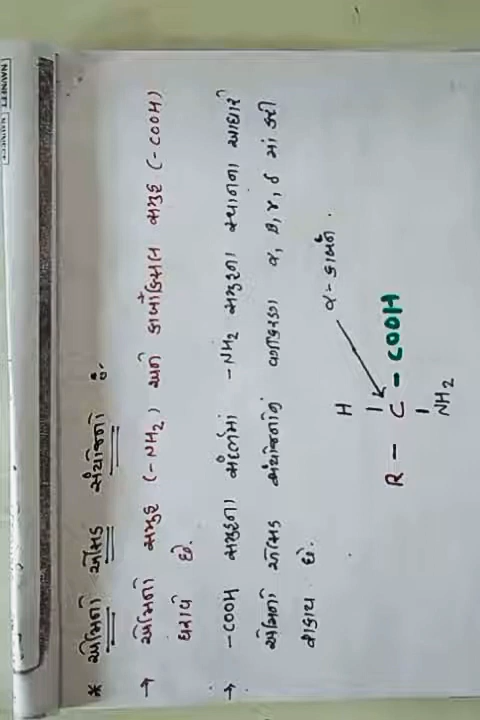 * એમિનો એસિડ સંયોજનો :
→ એમિનો સમુહ (-NH₂) અને કાર્બોક્સિલ સમુહ (-COOH)
ધરાવે છે.
→ -COOH સમુહના સંદર્ભમાં -NH₂ સમુહના સ્થાનના આધારે
એમિનો એસિડ સંયોજનોનું વર્ગીકરણ α, β, γ, δ માં કરી
શકાય છે.
α-કાર્બન.
H
R - C - COOH
NH₂
NAVNEET